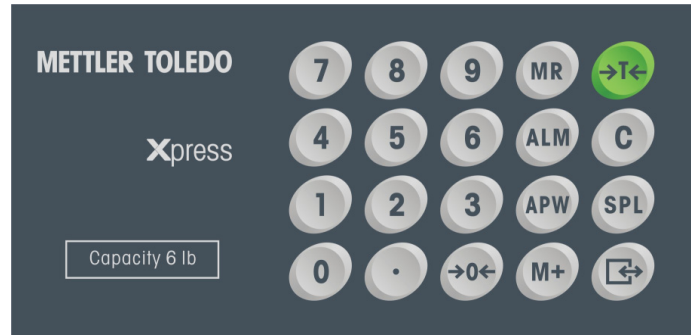 METTLER TOLEDO
Xpress
Capacity 6 lb
7 8 9 MR →T←
4 5 6 ALM C
1 2 3 APW SPL
0 . →0← M+